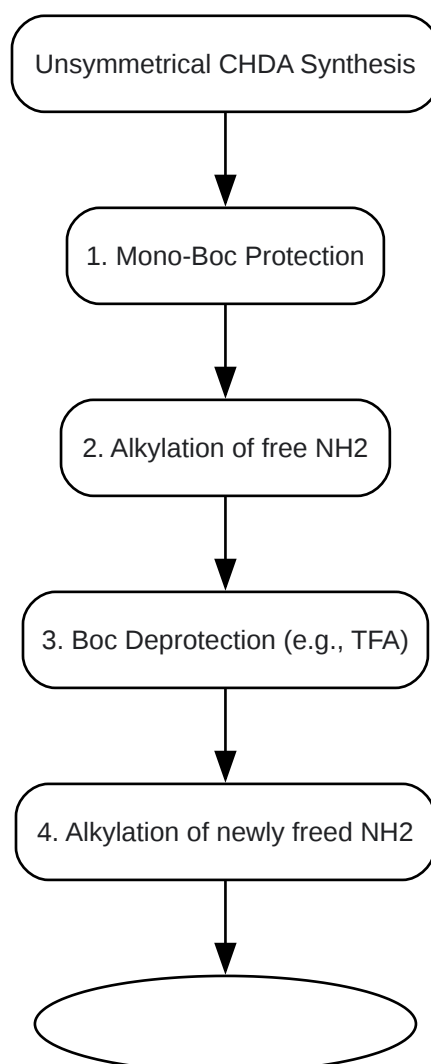 Unsymmetrical CHDA Synthesis
1. Mono-Boc Protection
2. Alkylation of free NH2
3. Boc Deprotection (e.g., TFA)
4. Alkylation of newly freed NH2